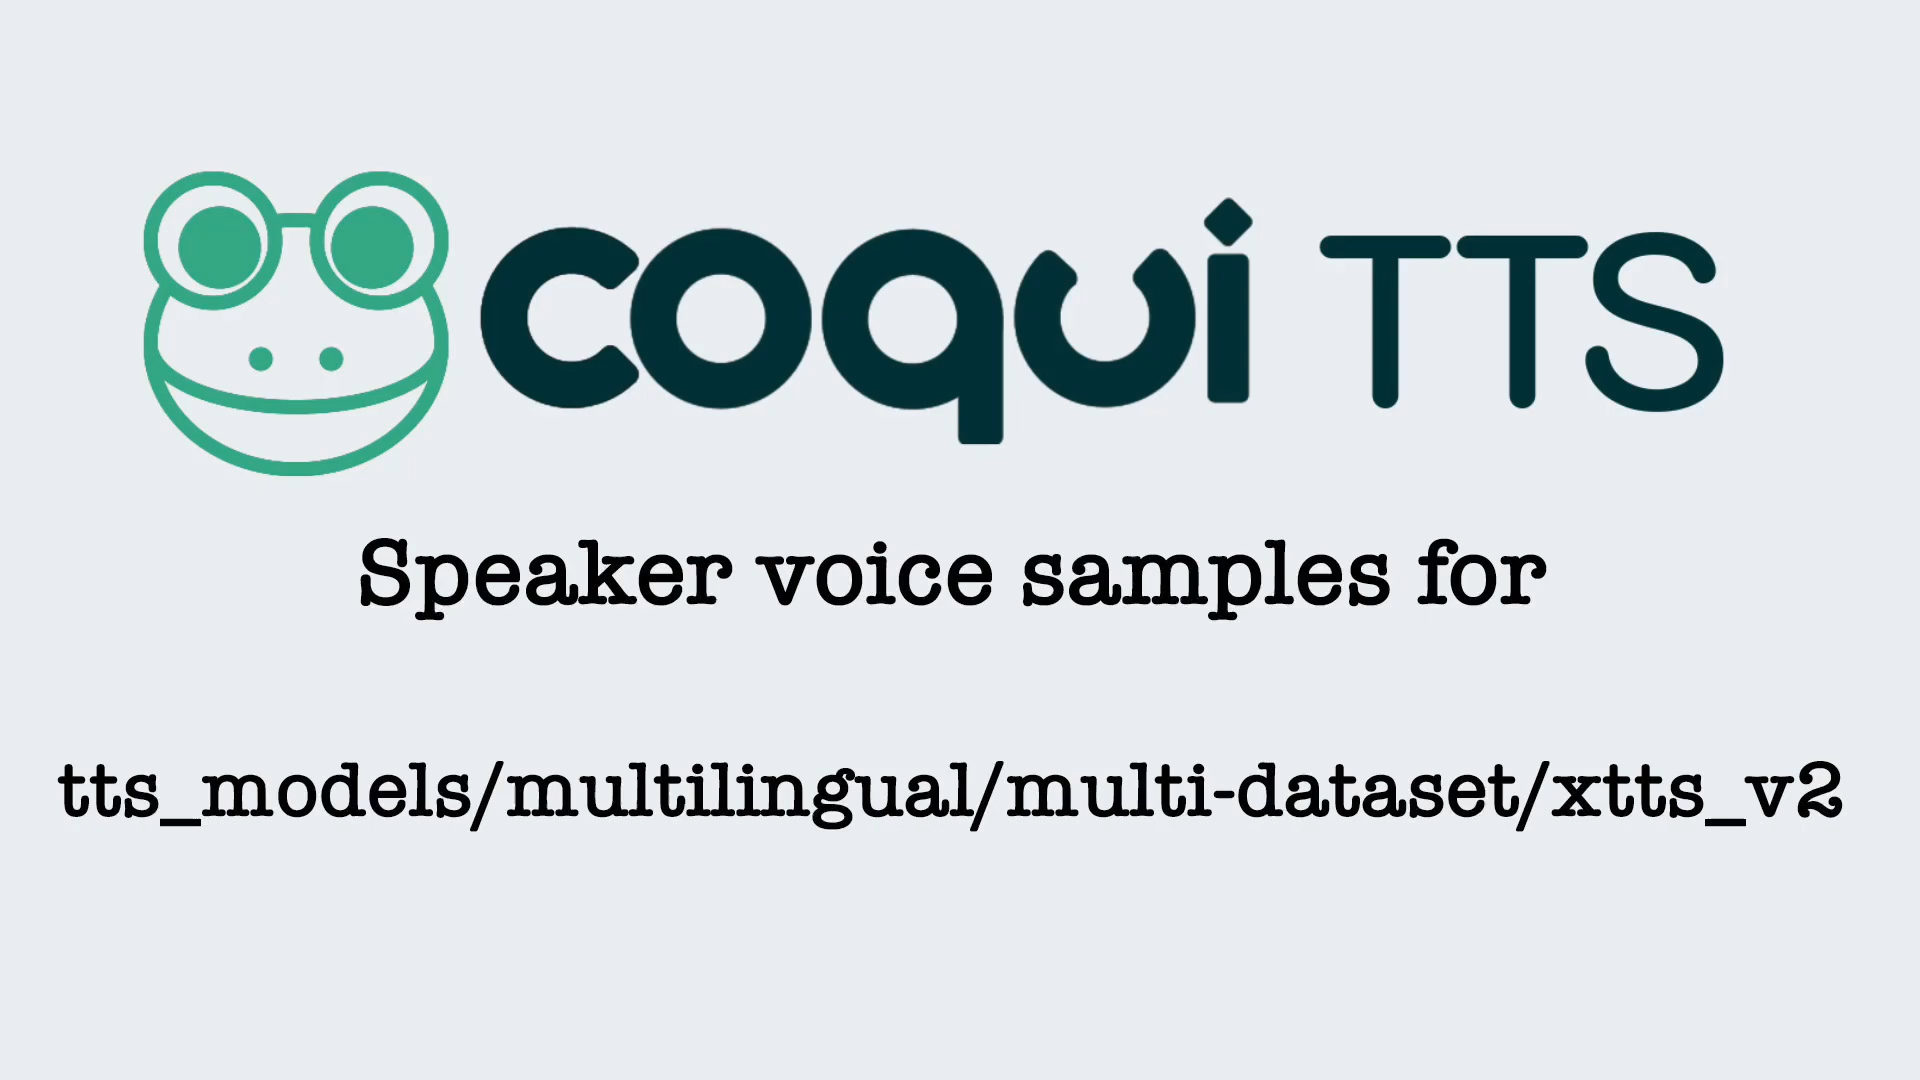 coqui TTS
Speaker voice samples for
tts_models/multilingual/multi-dataset/xtts_v2